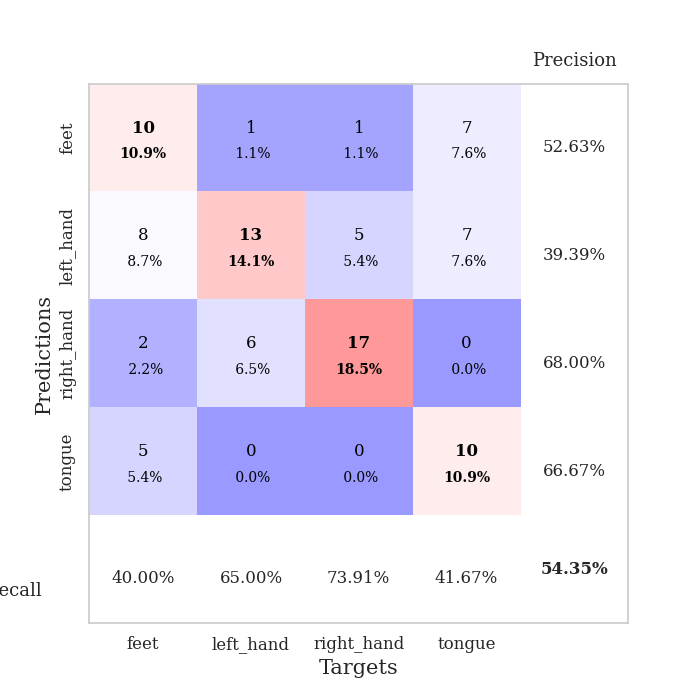 Precision
feet 10 1 1 7 52.63%
10.9% 1.1% 1.1% 7.6%
left_hand 8 13 5 7 39.39%
8.7% 14.1% 5.4% 7.6%
right_hand 2 6 17 0 68.00%
2.2% 6.5% 18.5% 0.0%
tongue 5 0 0 10 66.67%
5.4% 0.0% 0.0% 10.9%
Predictions
ecall 40.00% 65.00% 73.91% 41.67% 54.35%
feet left_hand right_hand tongue
Targets